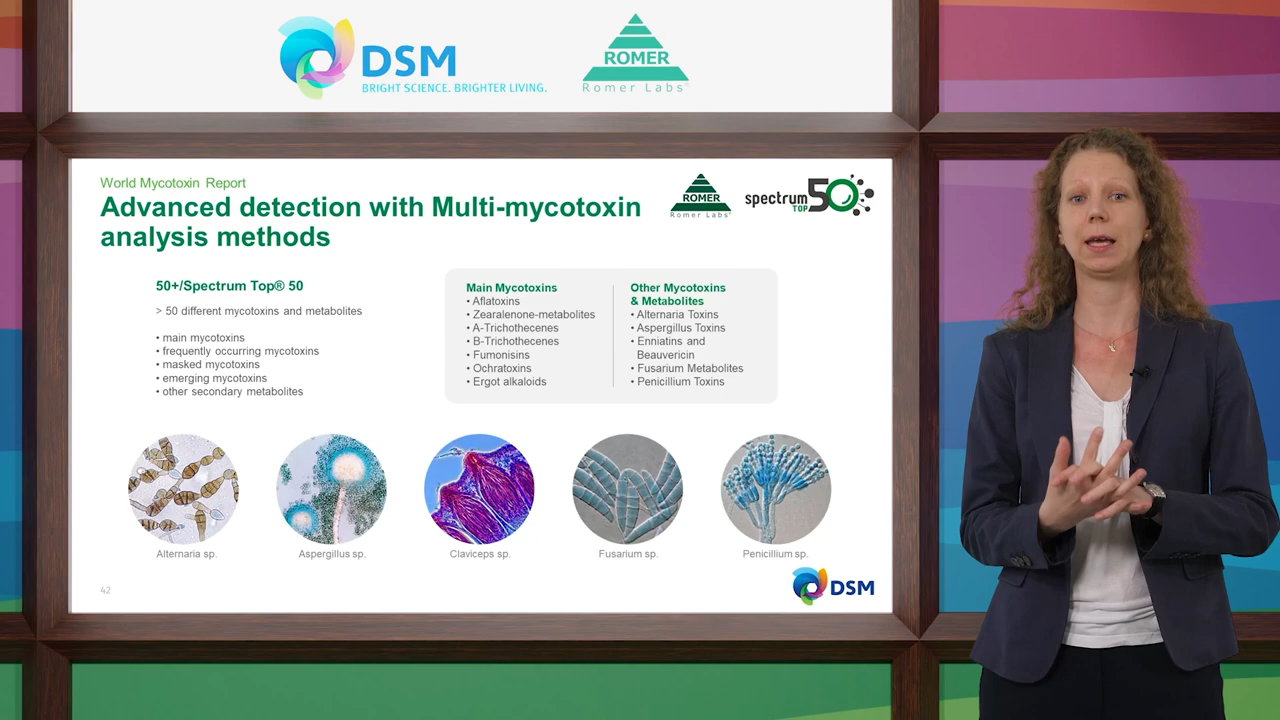 DSM
BRIGHT SCIENCE. BRIGHTER LIVING.
ROMER
Romer Labs®
World Mycotoxin Report
Advanced detection with Multi-mycotoxin
analysis methods
ROMER
Romer Labs®
spectrum
TOP
50
50+/Spectrum Top® 50
> 50 different mycotoxins and metabolites
• main mycotoxins
• frequently occurring mycotoxins
• masked mycotoxins
• emerging mycotoxins
• other secondary metabolites
Main Mycotoxins
• Aflatoxins
• Zearalenone-metabolites
• A-Trichothecenes
• B-Trichothecenes
• Fumonisins
• Ochratoxins
• Ergot alkaloids
Other Mycotoxins
& Metabolites
• Alternaria Toxins
• Aspergillus Toxins
• Enniatins and
Beauvericin
• Fusarium Metabolites
• Penicillium Toxins
Alternaria sp.
Aspergillus sp.
Claviceps sp.
Fusarium sp.
Penicillium sp.
42
DSM